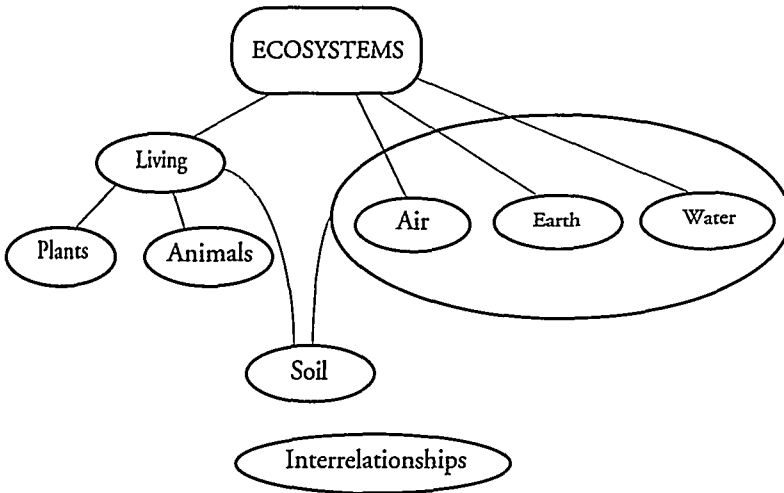 ECOSYSTEMS
Living
Plants
Animals
Air
Earth
Water
Soil
Interrelationships